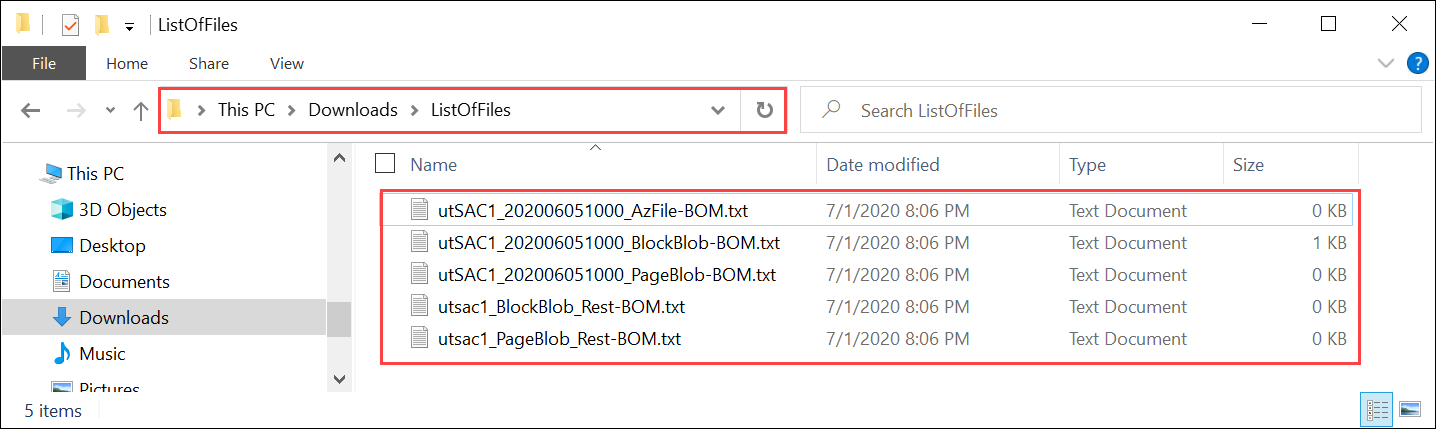 ListOfFiles
File Home Share View
This PC Downloads ListOfFiles Search ListOfFiles
Name Date modified Type Size
This PC
3D Objects
Desktop
Documents
Downloads
Music
Pictures
utSAC1_202006051000_AzFile-BOM.txt 7/1/2020 8:06 PM Text Document 0 KB
utSAC1_202006051000_BlockBlob-BOM.txt 7/1/2020 8:06 PM Text Document 1 KB
utSAC1_202006051000_PageBlob-BOM.txt 7/1/2020 8:06 PM Text Document 0 KB
utsac1_BlockBlob_Rest-BOM.txt 7/1/2020 8:06 PM Text Document 0 KB
utsac1_PageBlob_Rest-BOM.txt 7/1/2020 8:06 PM Text Document 0 KB
5 items